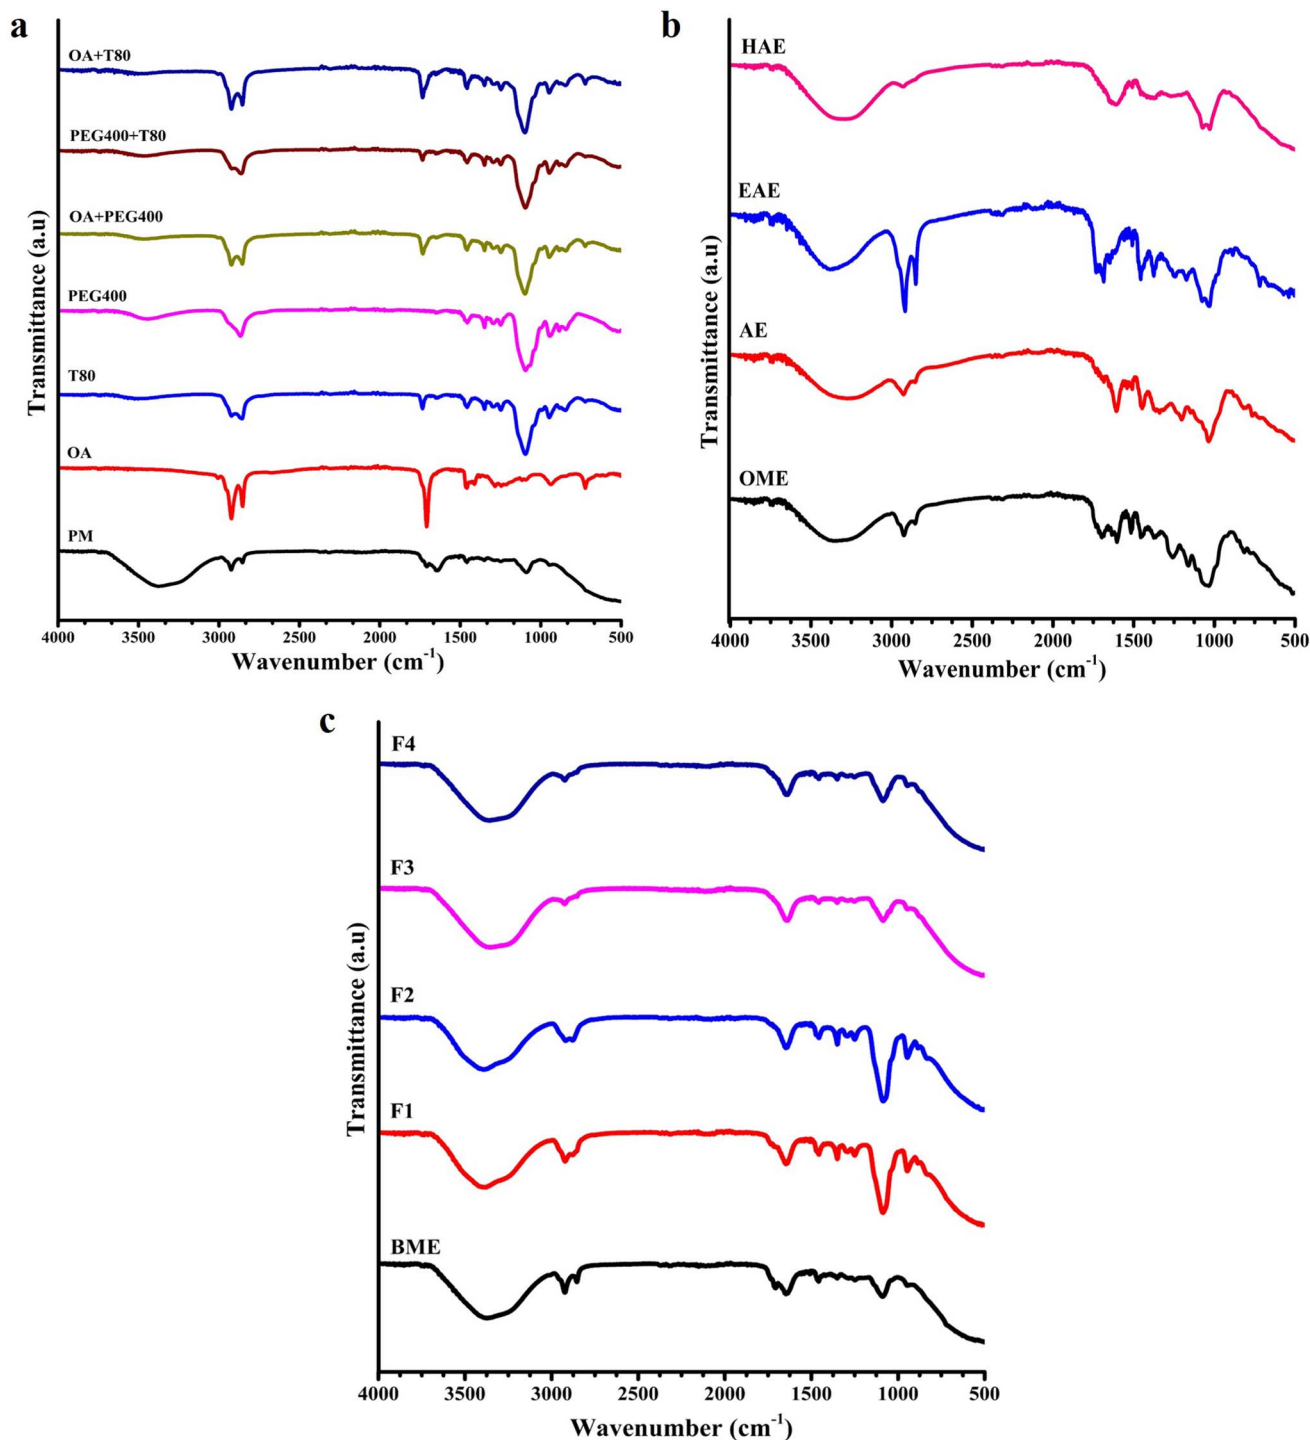 a
OA+T80
PEG400+T80
OA+PEG400
PEG400
T80
OA
PM
Transmittance (a.u)
4000 3500 3000 2500 2000 1500 1000 500
Wavenumber (cm-1)
b
HAE
EAE
AE
OME
Transmittance (a.u)
4000 3500 3000 2500 2000 1500 1000 500
Wavenumber (cm-1)
c
F4
F3
F2
F1
BME
Transmittance (a.u)
4000 3500 3000 2500 2000 1500 1000 500
Wavenumber (cm-1)